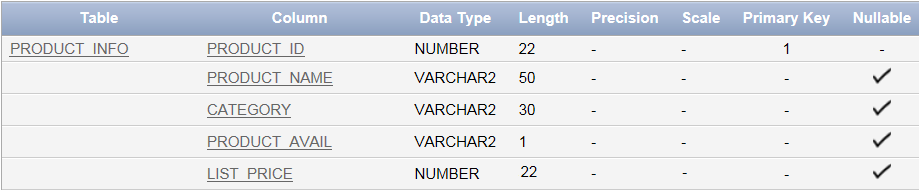 Table Column Data Type Length Precision Scale Primary Key Nullable
PRODUCT_INFO PRODUCT_ID NUMBER 22 - - 1 -
PRODUCT_NAME VARCHAR2 50 - - - ✓
CATEGORY VARCHAR2 30 - - - ✓
PRODUCT_AVAIL VARCHAR2 1 - - - ✓
LIST_PRICE NUMBER 22 - - - ✓